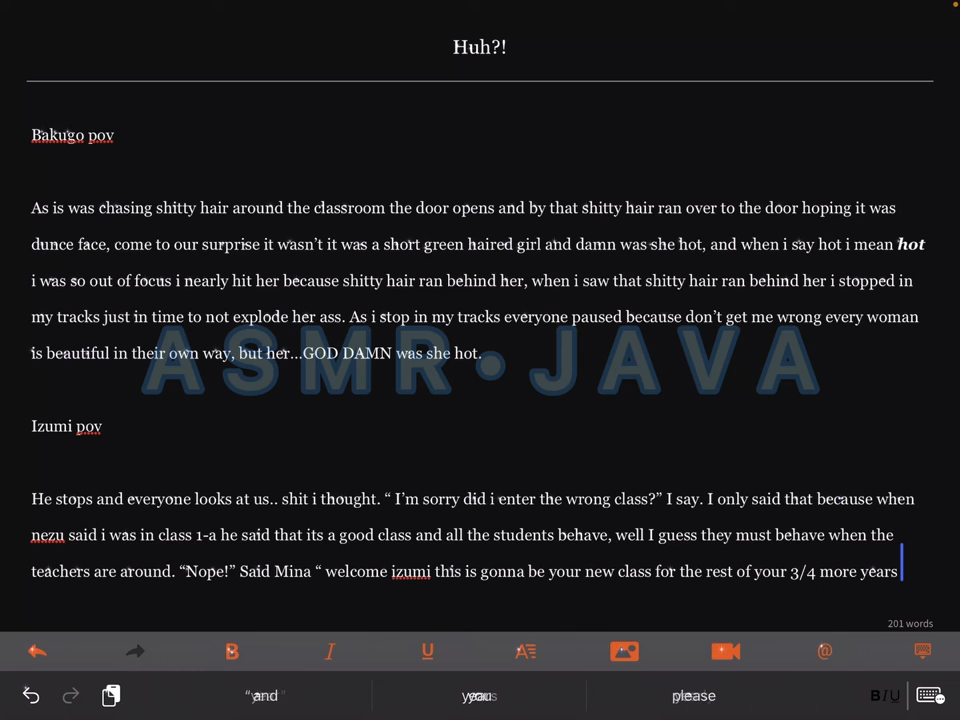 Huh?!
Bakugo pov
As is was chasing shitty hair around the classroom the door opens and by that shitty hair ran over to the door hoping it was
dunce face, come to our surprise it wasn't it was a short green haired girl and damn was she hot, and when i say hot i mean hot
i was so out of focus i nearly hit her because shitty hair ran behind her, when i saw that shitty hair ran behind her i stopped in
my tracks just in time to not explode her ass. As i stop in my tracks everyone paused because don't get me wrong every woman
is beautiful in their own way, but her...GOD DAMN was she hot.
ASMR•JAVA
Izumi pov
He stops and everyone looks at us.. shit i thought. “ I'm sorry did i enter the wrong class?” I say. I only said that because when
nezu said i was in class 1-a he said that its a good class and all the students behave, well I guess they must behave when the
teachers are around. “Nope!” Said Mina “ welcome izumi this is gonna be your new class for the rest of your 3/4 more years
201 words
B I U A @
and please
B I U